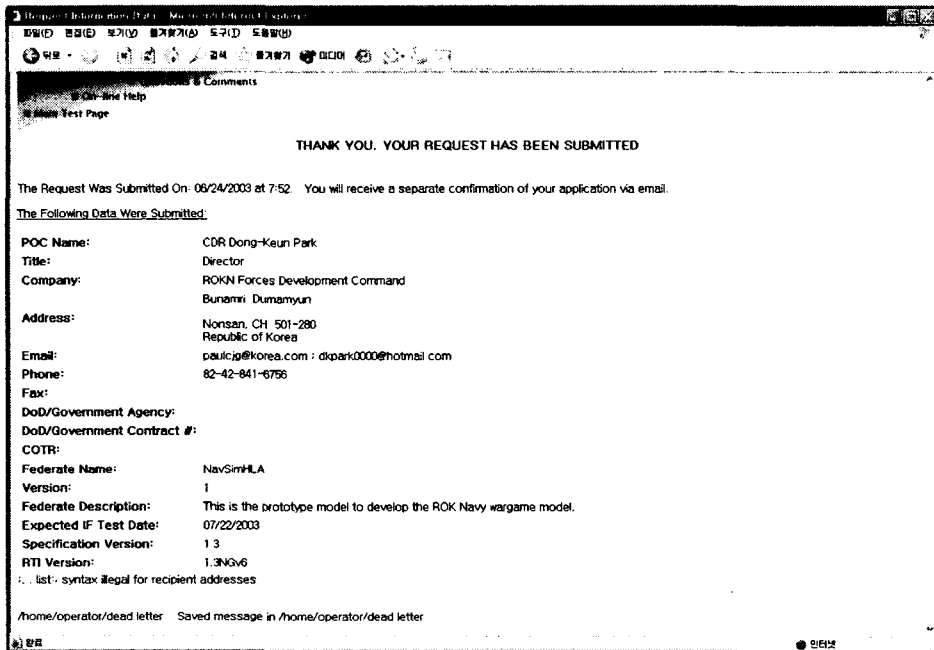 Request Information Data - Microsoft Internet Explorer
파일(F) 편집(E) 보기(V) 즐겨찾기(A) 도구(T) 도움말(H)
뒤로 검색 즐겨찾기 미디어
& Comments
On-line Help
Main Test Page
THANK YOU. YOUR REQUEST HAS BEEN SUBMITTED
The Request Was Submitted On: 06/24/2003 at 7:52. You will receive a separate confirmation of your application via email.
The Following Data Were Submitted:
POC Name: CDR Dong-Keun Park
Title: Director
Company: ROKN Forces Development Command
Bunamri Dumamyun
Address: Nonsan, CH 501-280
Republic of Korea
Email: paulcjg@korea.com ; dkpark0000@hotmail.com
Phone: 82-42-841-6756
Fax:
DoD/Government Agency:
DoD/Government Contract #:
COTR:
Federate Name: NavSimHLA
Version: 1
Federate Description: This is the prototype model to develop the ROK Navy wargame model.
Expected IF Test Date: 07/22/2003
Specification Version: 1.3
RTI Version: 1.3NGv6
list:; syntax illegal for recipient addresses
/home/operator/dead.letter Saved message in /home/operator/dead.letter
완료 인터넷